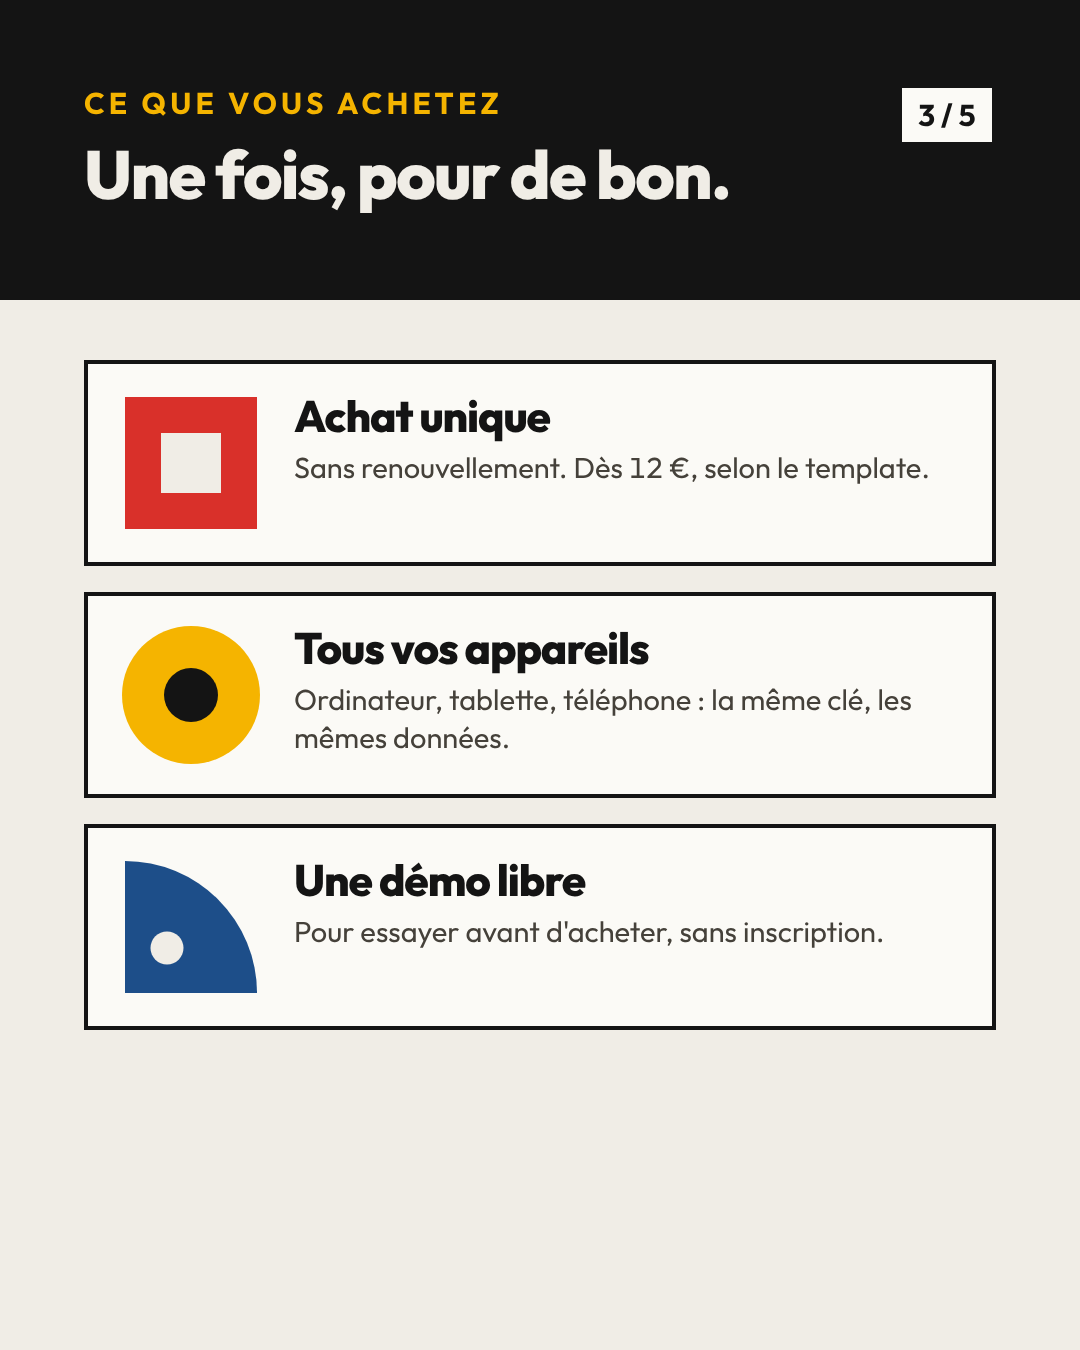 CE QUE VOUS ACHETEZ
3 / 5
Une fois, pour de bon.
Achat unique
Sans renouvellement. Dès 12 €, selon le template.
Tous vos appareils
Ordinateur, tablette, téléphone : la même clé, les
mêmes données.
Une démo libre
Pour essayer avant d'acheter, sans inscription.